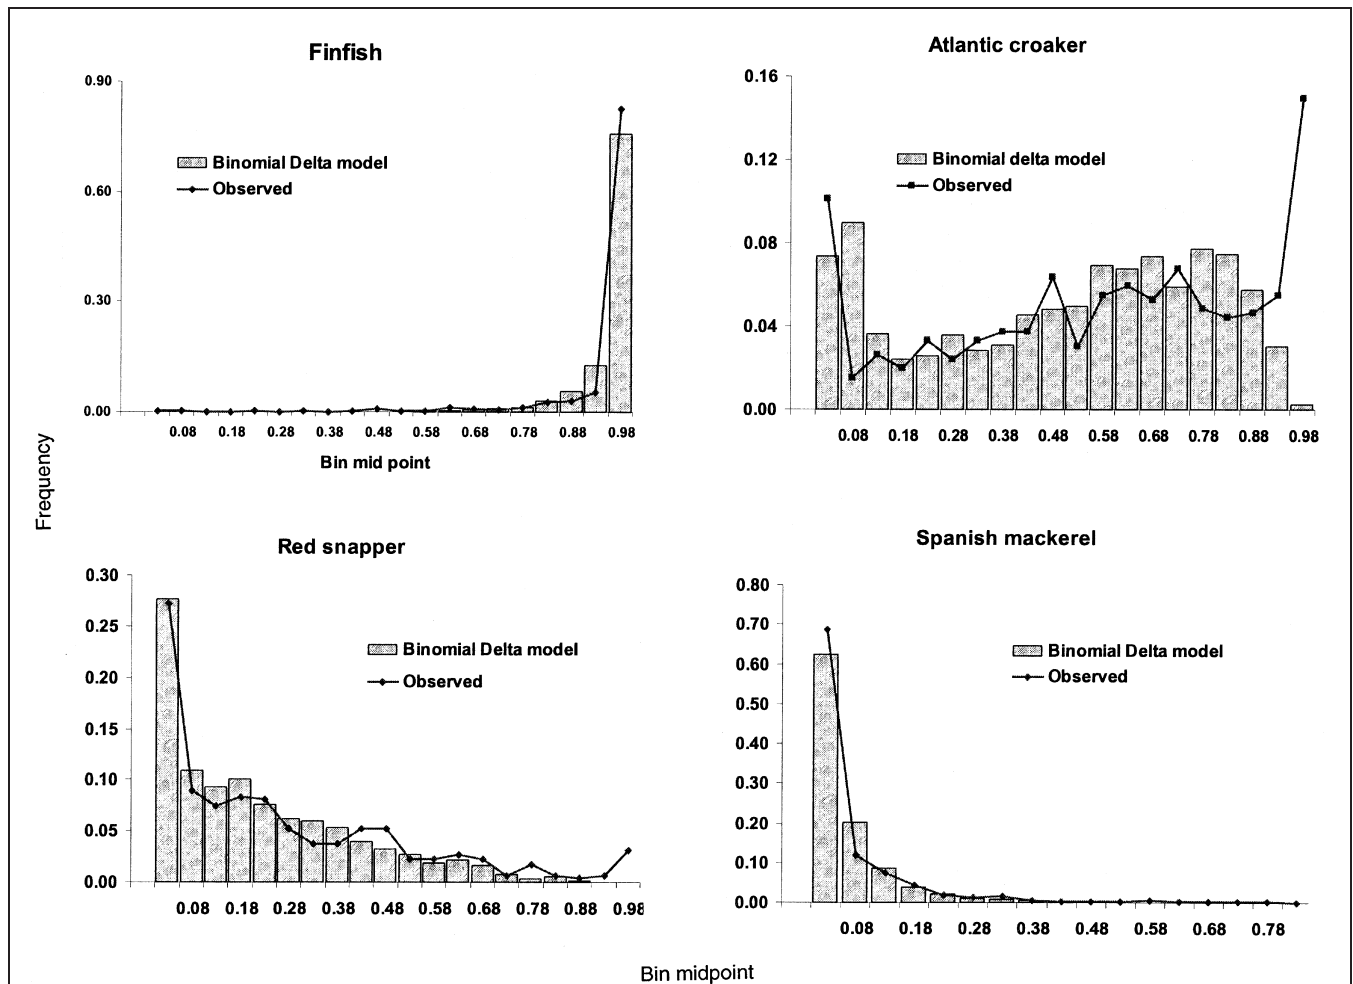 Finfish
0.90
0.60
0.30
0.00
Binomial Delta model
Observed
0.08 0.18 0.28 0.38 0.48 0.58 0.68 0.78 0.88 0.98
Bin mid point
Atlantic croaker
0.16
0.12
0.08
0.04
0.00
Binomial delta model
Observed
0.08 0.18 0.28 0.38 0.48 0.58 0.68 0.78 0.88 0.98
Frequency
Red snapper
0.30
0.25
0.20
0.15
0.10
0.05
0.00
Binomial Delta model
Observed
0.08 0.18 0.28 0.38 0.48 0.58 0.68 0.78 0.88 0.98
Spanish mackerel
0.80
0.70
0.60
0.50
0.40
0.30
0.20
0.10
0.00
Binomial Delta model
Observed
0.08 0.18 0.28 0.38 0.48 0.58 0.68 0.78
Bin midpoint